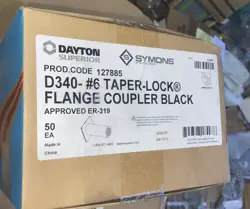 DAYTON SUPERIOR
SYMONS
PROD.CODE 127885
D340- #6 TAPER-LOCK®
FLANGE COUPLER BLACK
APPROVED ER-319
50
EA
Made In
China